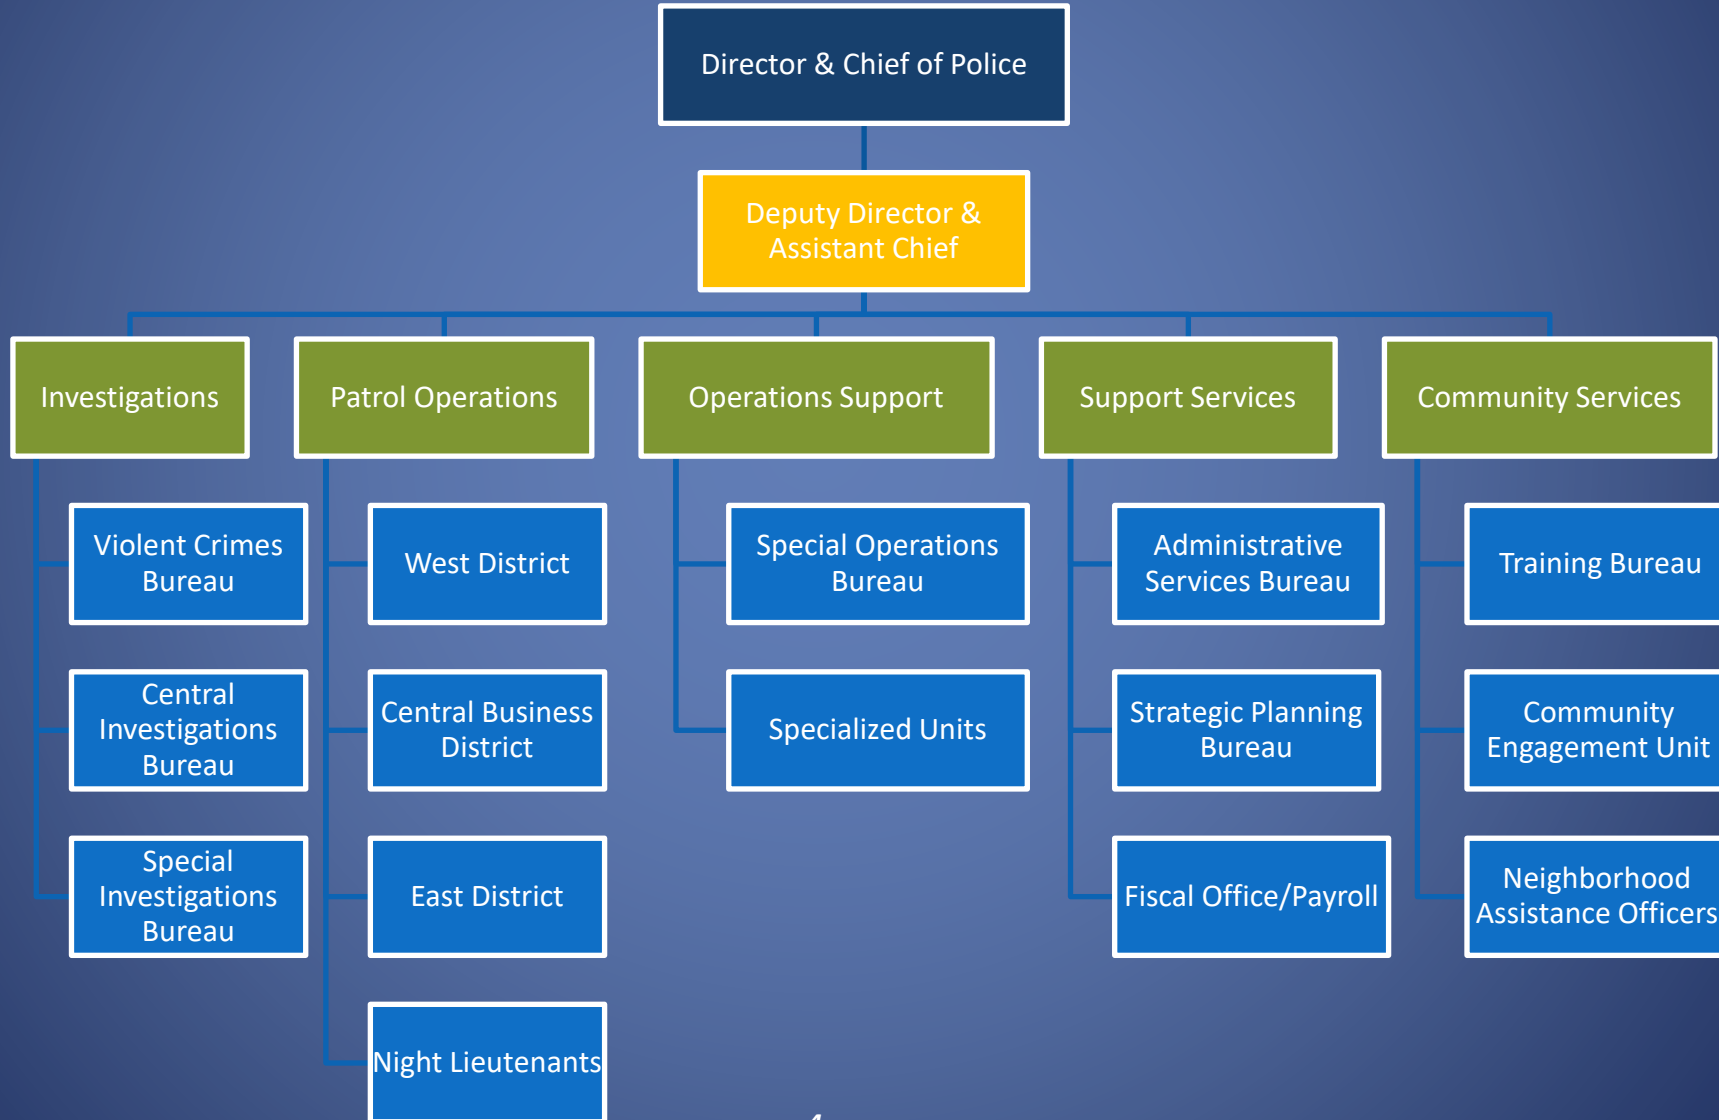 Director & Chief of Police
Deputy Director &
Assistant Chief
Investigations
Patrol Operations
Operations Support
Support Services
Community Services
Violent Crimes
Bureau
Central
Investigations
Bureau
Special
Investigations
Bureau
West District
Central Business
District
East District
Night Lieutenants
Special Operations
Bureau
Specialized Units
Administrative
Services Bureau
Strategic Planning
Bureau
Fiscal Office/Payroll
Training Bureau
Community
Engagement Unit
Neighborhood
Assistance Officers